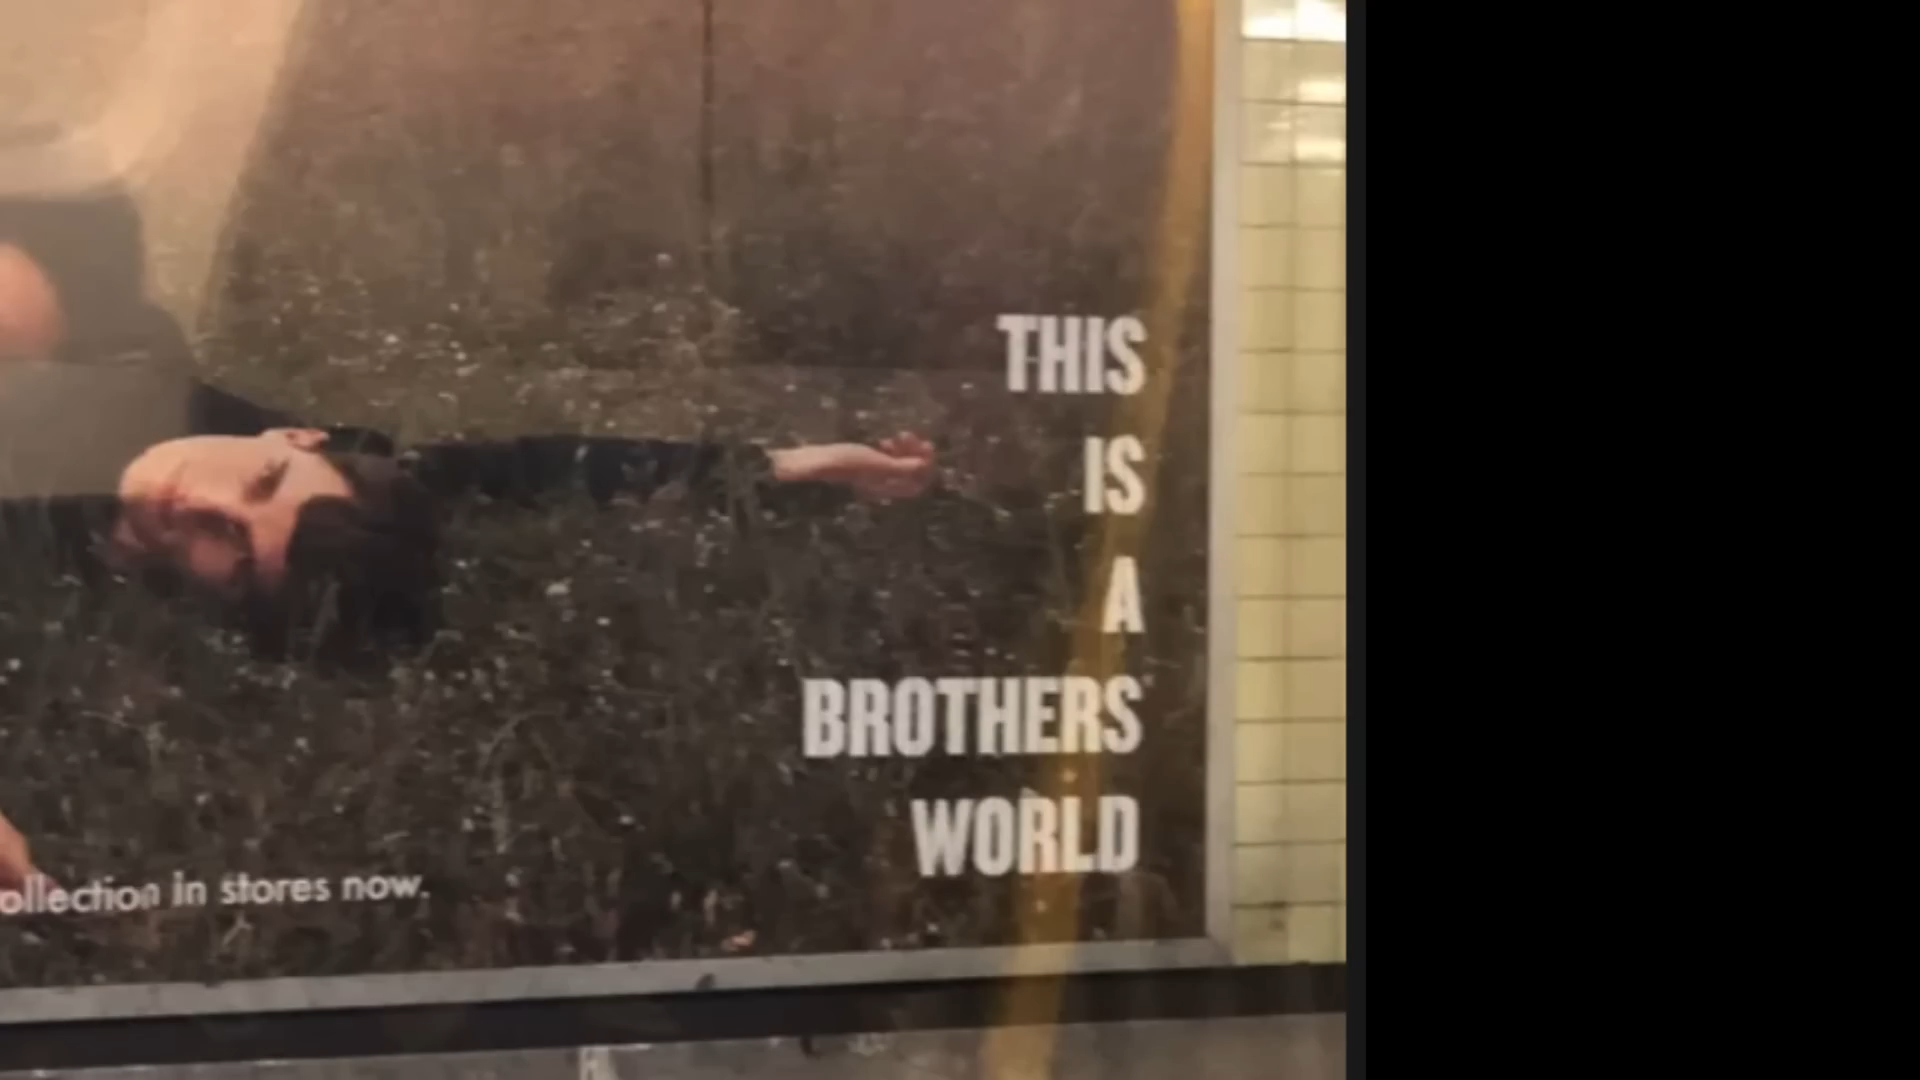 THIS
IS
A
BROTHERS
WORLD
ollection in stores now.